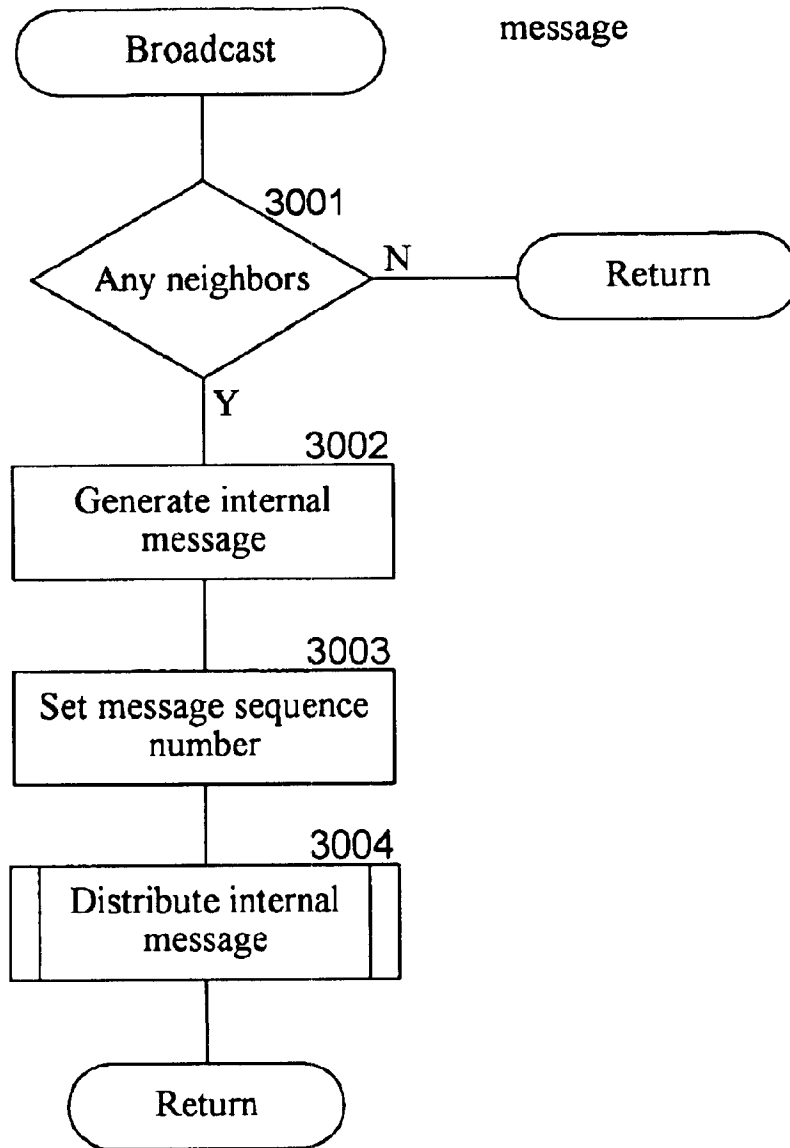 Broadcast
message
3001
Any neighbors
N
Return
Y
3002
Generate internal
message
3003
Set message sequence
number
3004
Distribute internal
message
Return